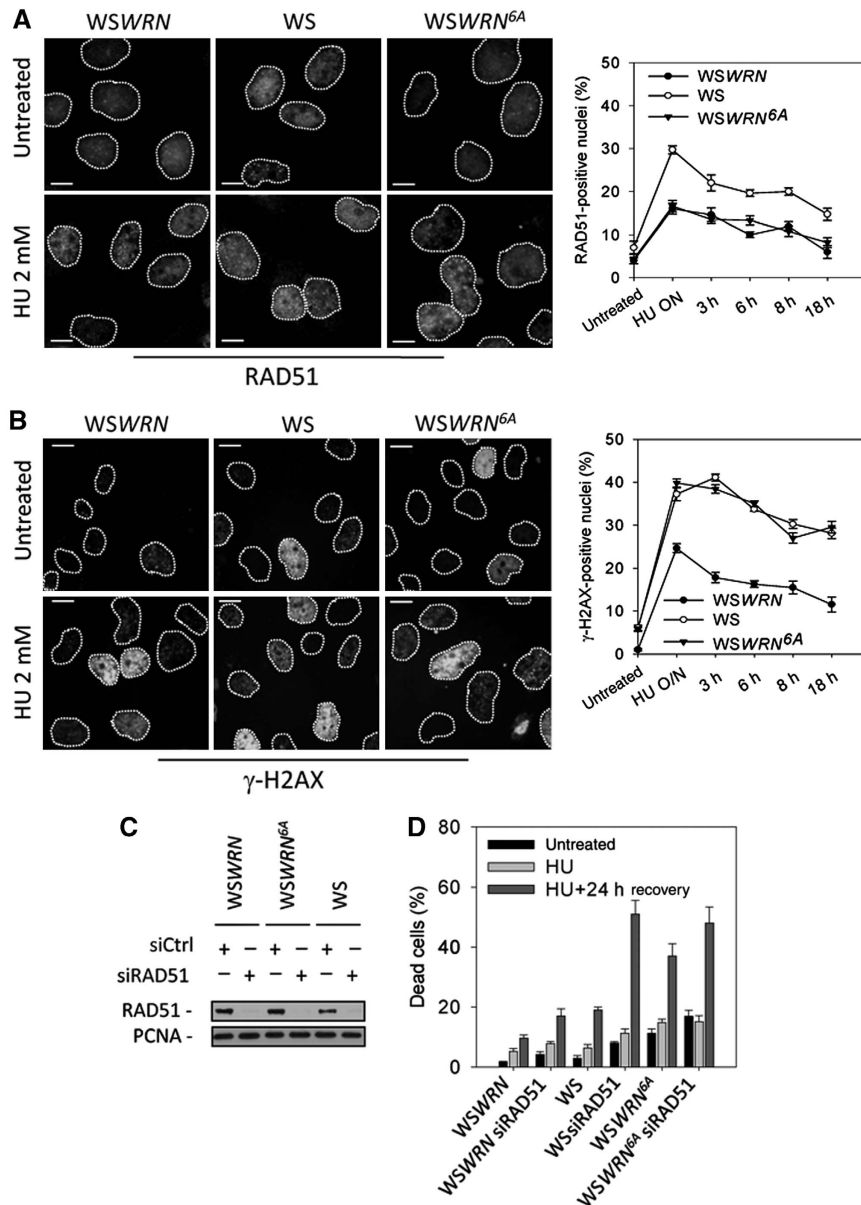 A
WSWRN WS WSWRN6A
Untreated
HU 2 mM
RAD51
RAD51-positive nuclei (%)
50
40
30
20
10
0
WSWRN
WS
WSWRN6A
Untreated HU ON 3 h 6 h 8 h 18 h
B
WSWRN WS WSWRN6A
Untreated
HU 2 mM
γ-H2AX
γ-H2AX-positive nuclei (%)
50
40
30
20
10
0
WSWRN
WS
WSWRN6A
Untreated HU O/N 3 h 6 h 8 h 18 h
C
WSWRN WSWRN6A WS
siCtrl + – + – + –
siRAD51 – + – + – +
RAD51 -
PCNA -
D
Dead cells (%)
80
60
40
20
0
Untreated
HU
HU+24 h recovery
WSWRN
WSWRN siRAD51
WS
WSsiRAD51
WSWRN6A
WSWRN6A siRAD51